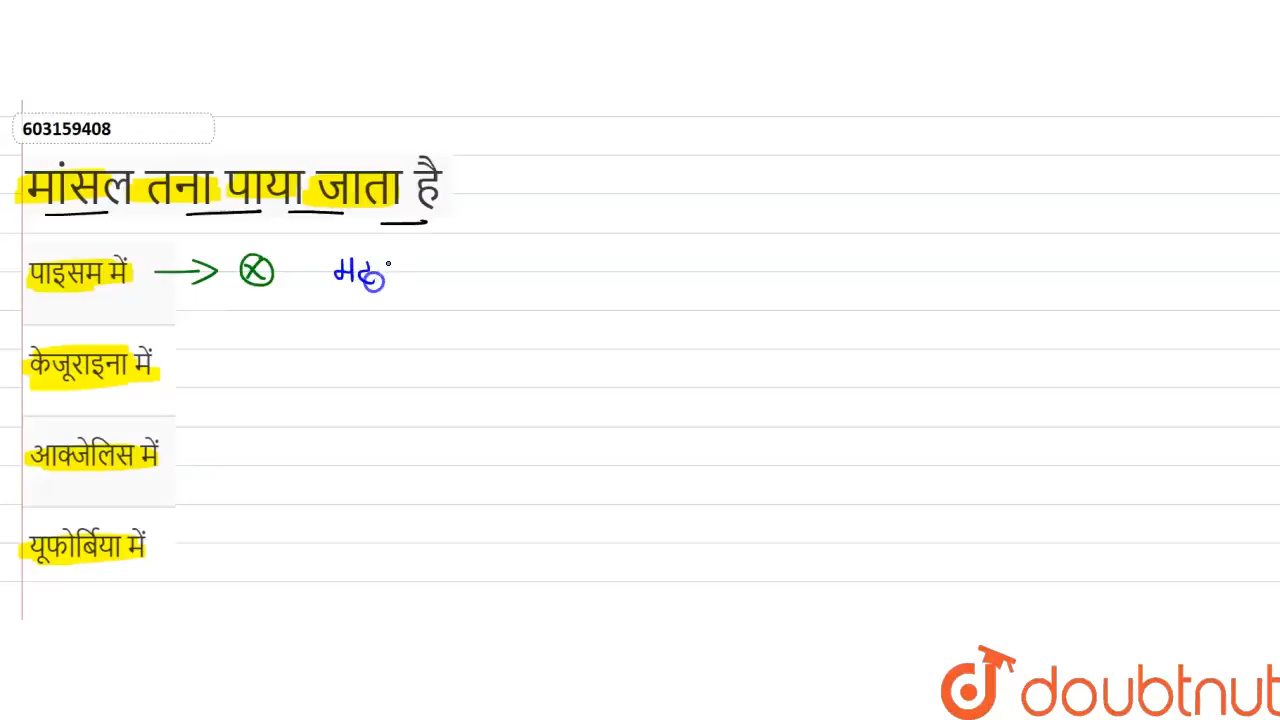 603159408
मांसल तना पाया जाता है
पाइसम में
केजूराइना में
आक्जेलिस में
यूफोर्बिया में
doubtnut